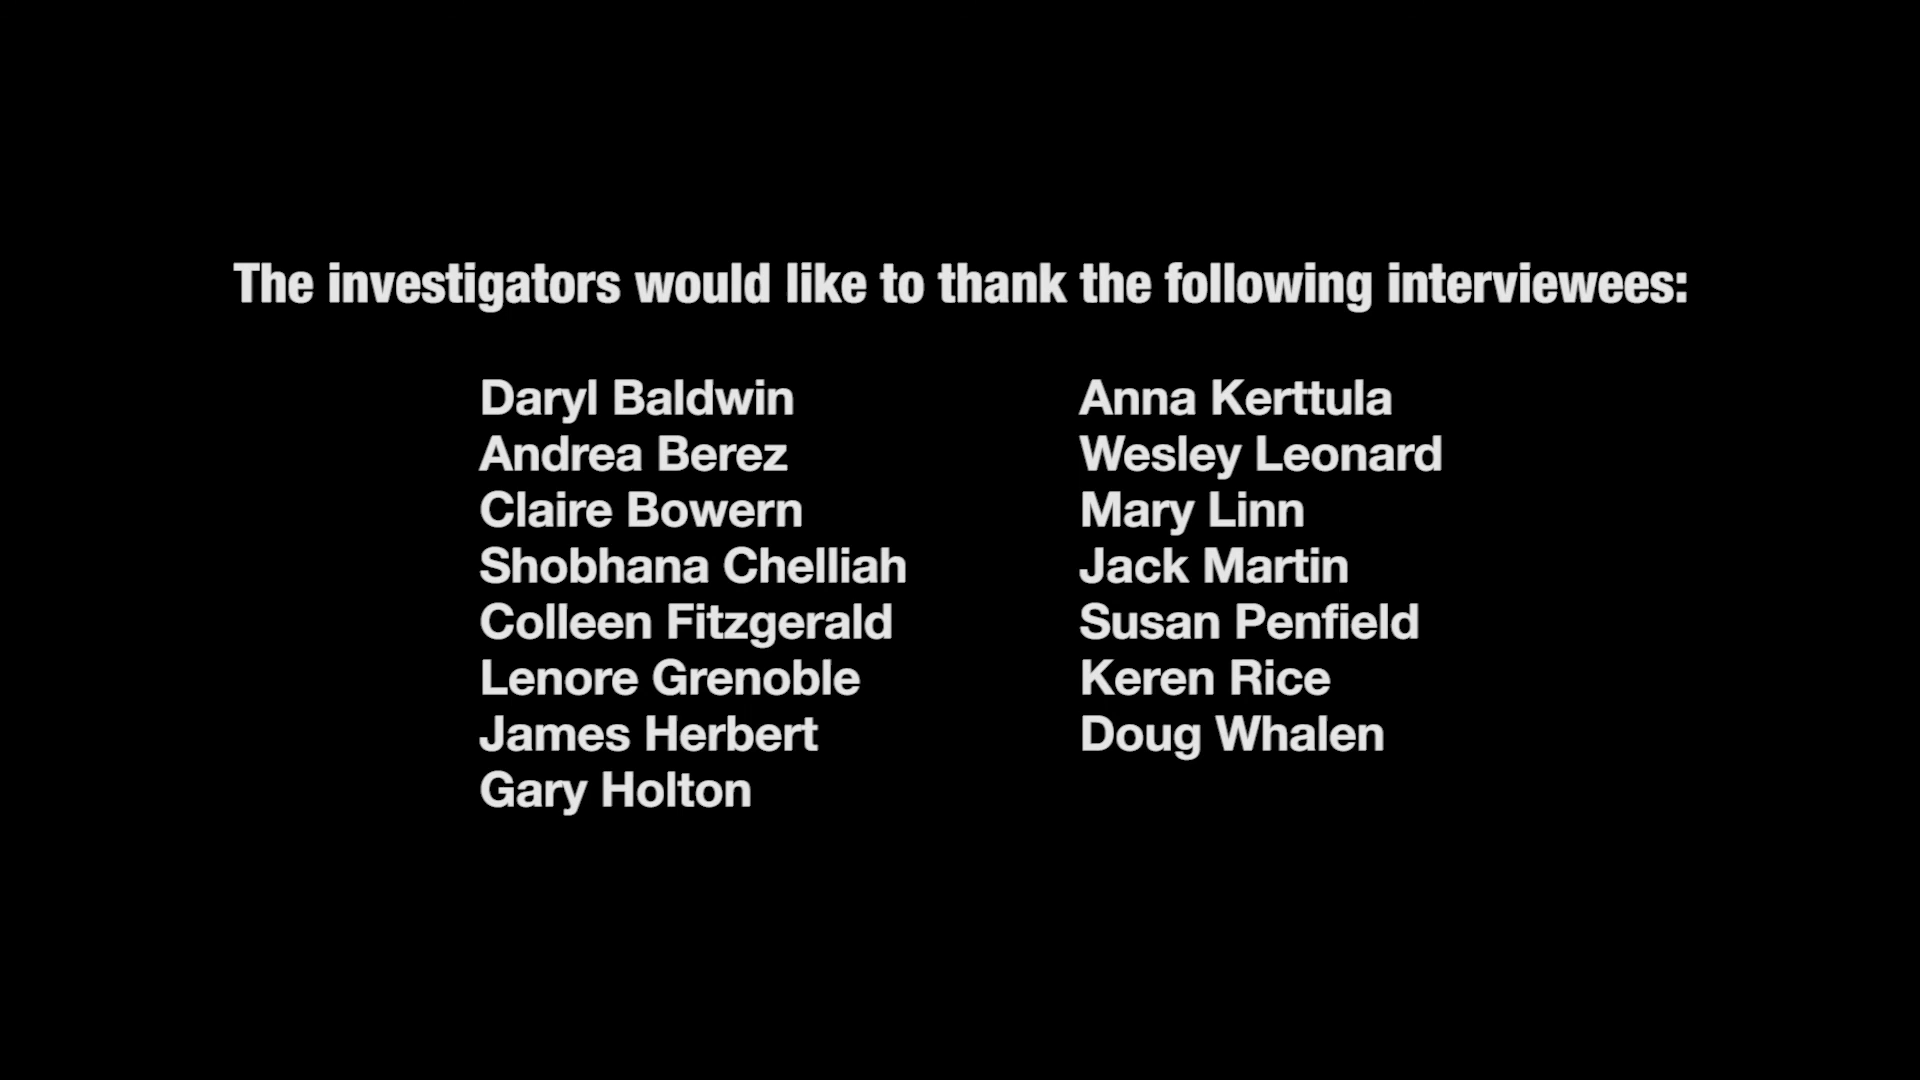 The investigators would like to thank the following interviewees:
Daryl Baldwin
Andrea Berez
Claire Bowern
Shobhana Chelliah
Colleen Fitzgerald
Lenore Grenoble
James Herbert
Gary Holton
Anna Kerttula
Wesley Leonard
Mary Linn
Jack Martin
Susan Penfield
Keren Rice
Doug Whalen